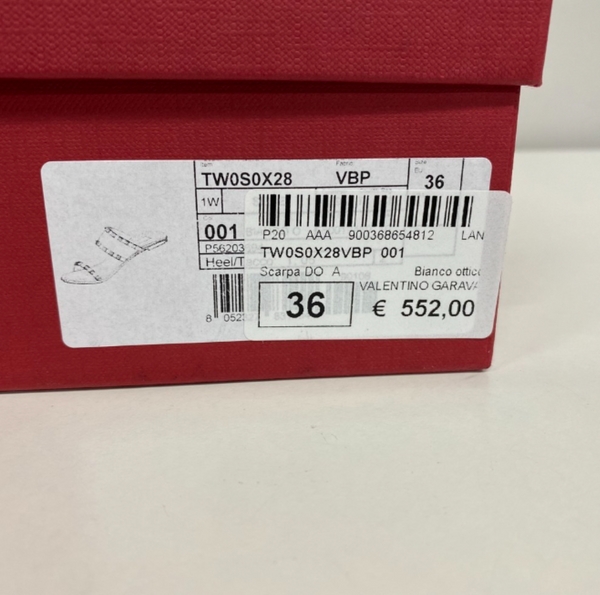 TW0S0X28 VBP 36
1W
001
P56203
Heel/T
8 052
P20 AAA 900368654812 LAN
TW0S0X28VBP 001
Scarpa DO A Bianco ottic
VALENTINO GARAVA
36 € 552,00